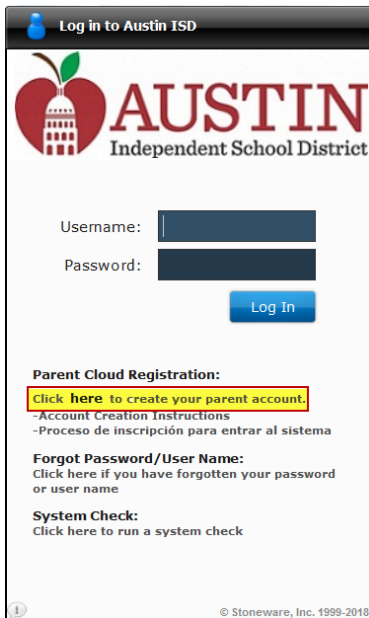 Log in to Austin ISD
AUSTIN
Independent School District
Username:
Password:
Log In
Parent Cloud Registration:
Click here to create your parent account.
-Account Creation Instructions
-Proceso de inscripción para entrar al sistema
Forgot Password/User Name:
Click here if you have forgotten your password
or user name
System Check:
Click here to run a system check
© Stoneware, Inc. 1999-2018